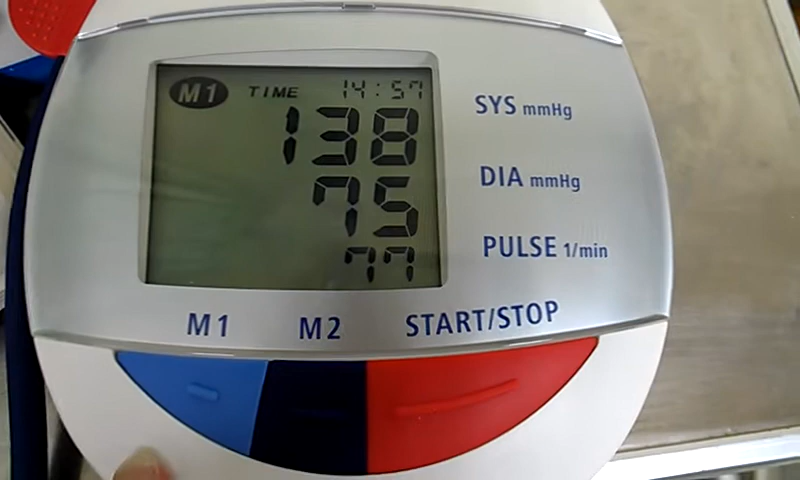 M1 TIME 14:57
138 SYS mmHg
75 DIA mmHg
77 PULSE 1/min
M1 M2 START/STOP